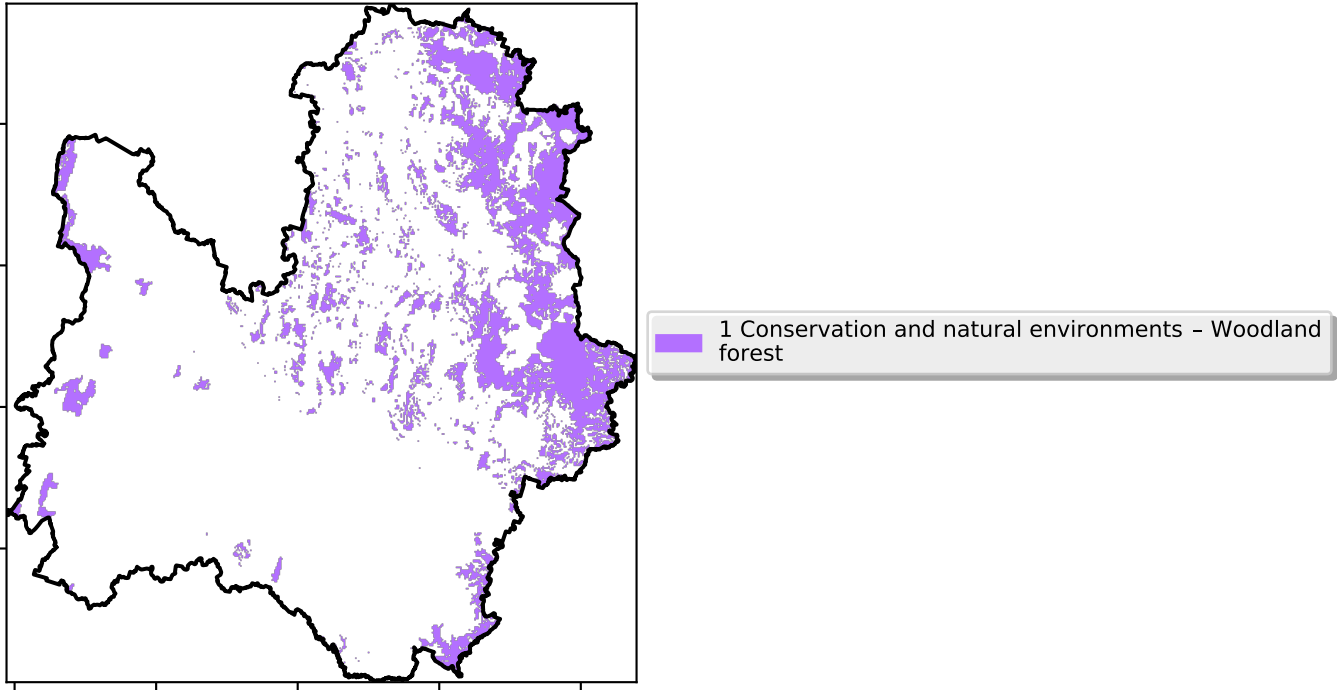 1 Conservation and natural environments – Woodland
forest